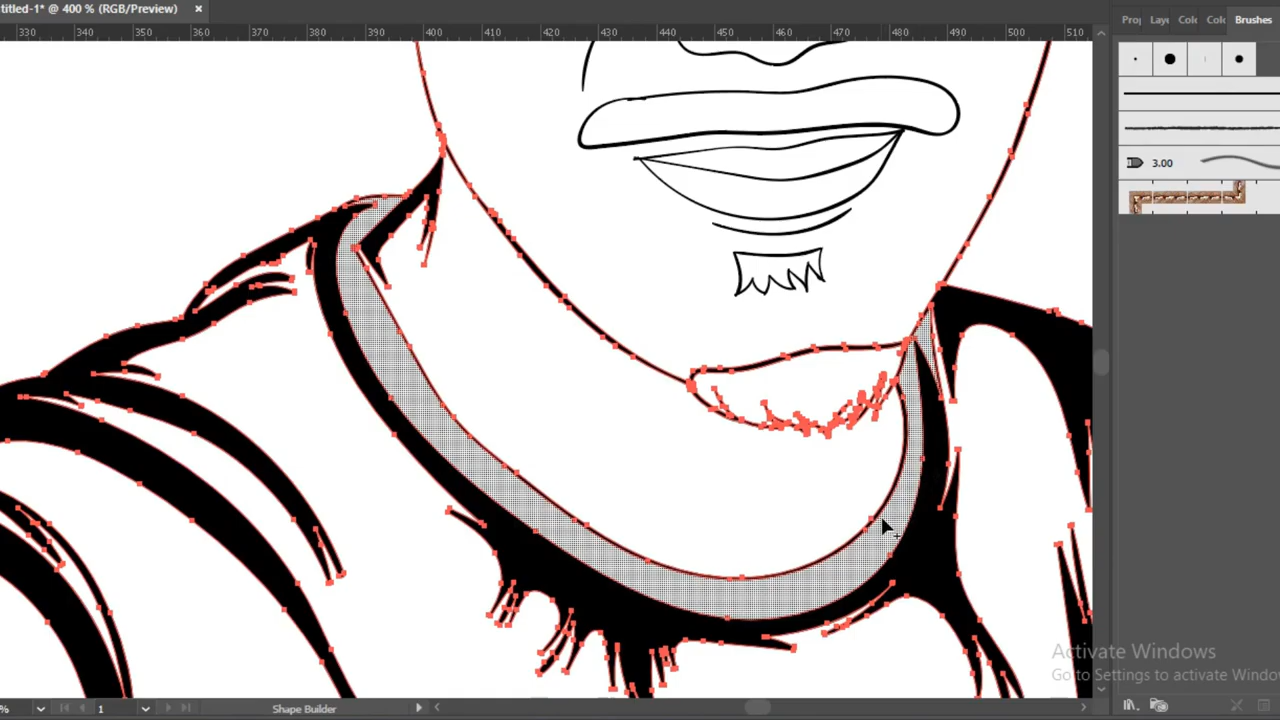 titled-1* @ 400 % (RGB/Preview) ×
Proj Laye Colo Colo Brushes
330 350 360 370 380 390 400 410 420 430 440 450 460 470 480 490 500 510
3.00
Activate Windows
Go to Settings to activate Windo
% 1 Shape Builder